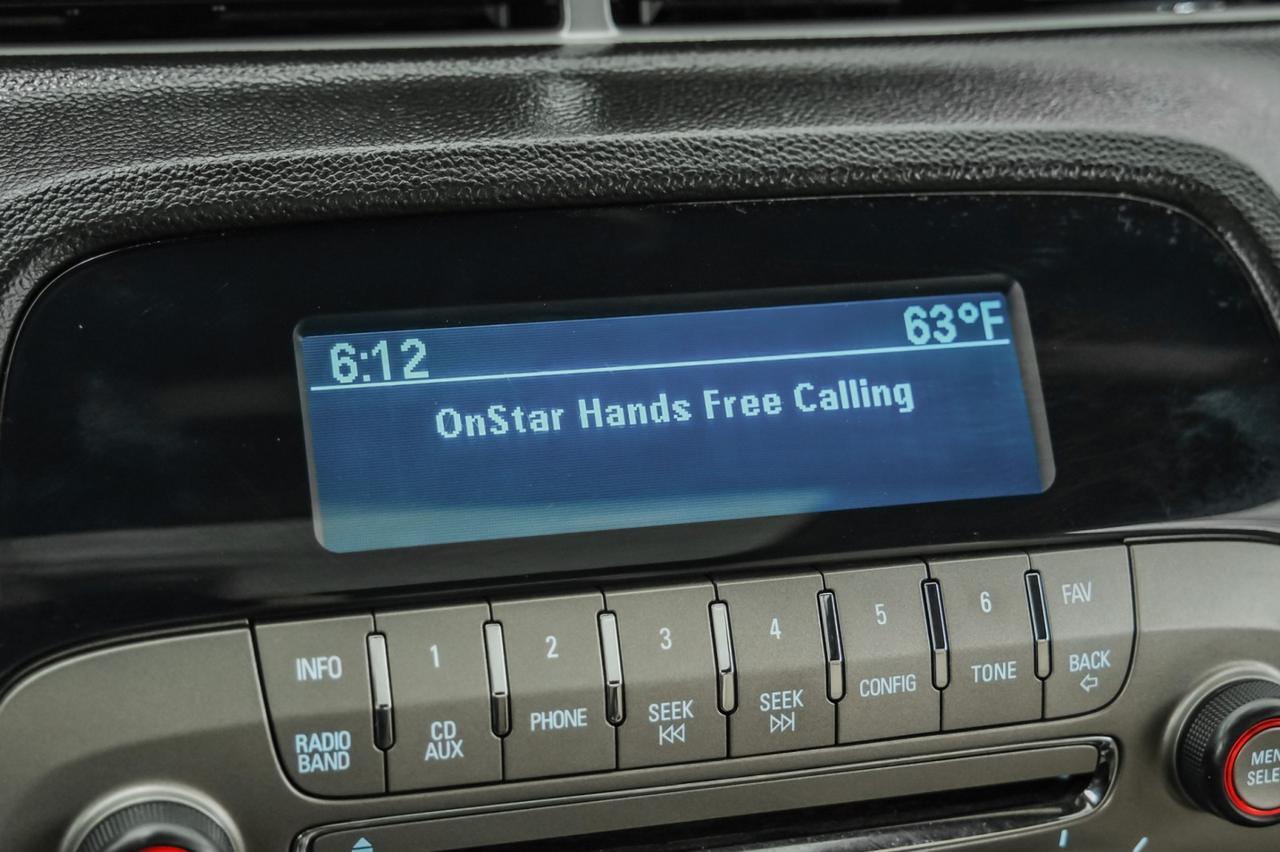 6:12 63°F
OnStar Hands Free Calling
INFO 1 2 3 4 5 6 FAV
RADIO BAND
CD AUX
PHONE
SEEK
SEEK
CONFIG
TONE
BACK